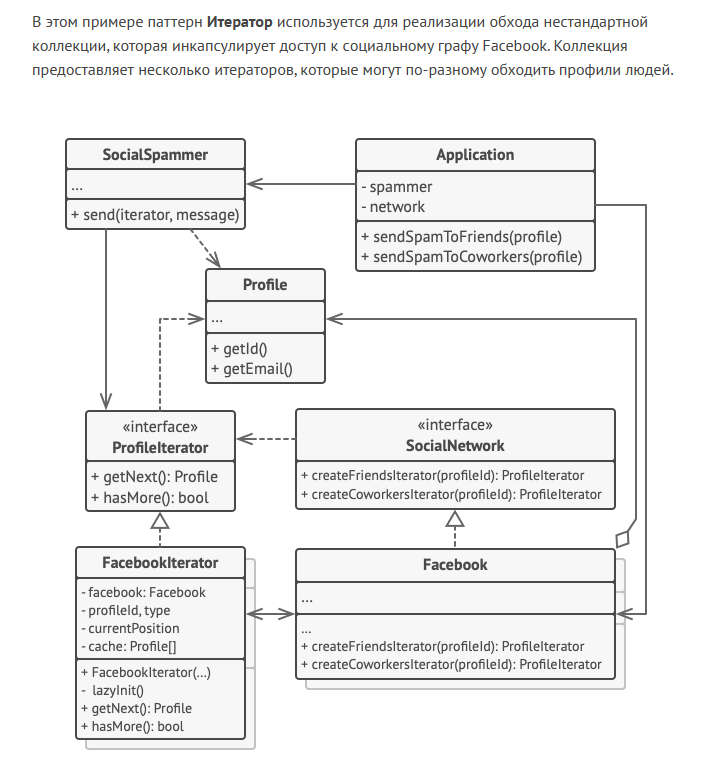 В этом примере паттерн Итератор используется для реализации обхода нестандартной
коллекции, которая инкапсулирует доступ к социальному графу Facebook. Коллекция
предоставляет несколько итераторов, которые могут по-разному обходить профили людей.
SocialSpammer
...
+ send(iterator, message)
Application
- spammer
- network
+ sendSpamToFriends(profile)
+ sendSpamToCoworkers(profile)
Profile
...
+ getId()
+ getEmail()
«interface»
ProfileIterator
+ getNext(): Profile
+ hasMore(): bool
«interface»
SocialNetwork
+ createFriendsIterator(profileId): ProfileIterator
+ createCoworkersIterator(profileId): ProfileIterator
FacebookIterator
- facebook: Facebook
- profileId, type
- currentPosition
- cache: Profile[]
+ FacebookIterator(...)
- lazyInit()
+ getNext(): Profile
+ hasMore(): bool
Facebook
...
...
+ createFriendsIterator(profileId): ProfileIterator
+ createCoworkersIterator(profileId): ProfileIterator